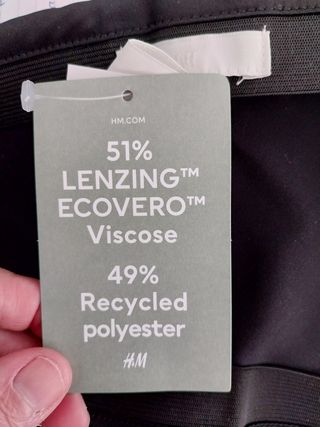 HM.COM
51%
LENZING™
ECOVERO™
Viscose
49%
Recycled
polyester
H&M